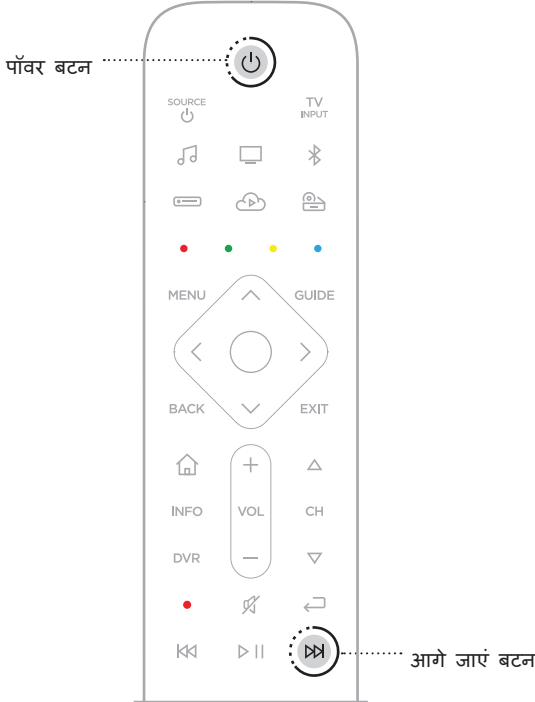 पॉवर बटन
SOURCE
TV
INPUT
MENU
GUIDE
BACK
EXIT
INFO
VOL
CH
DVR
आगे जाएं बटन